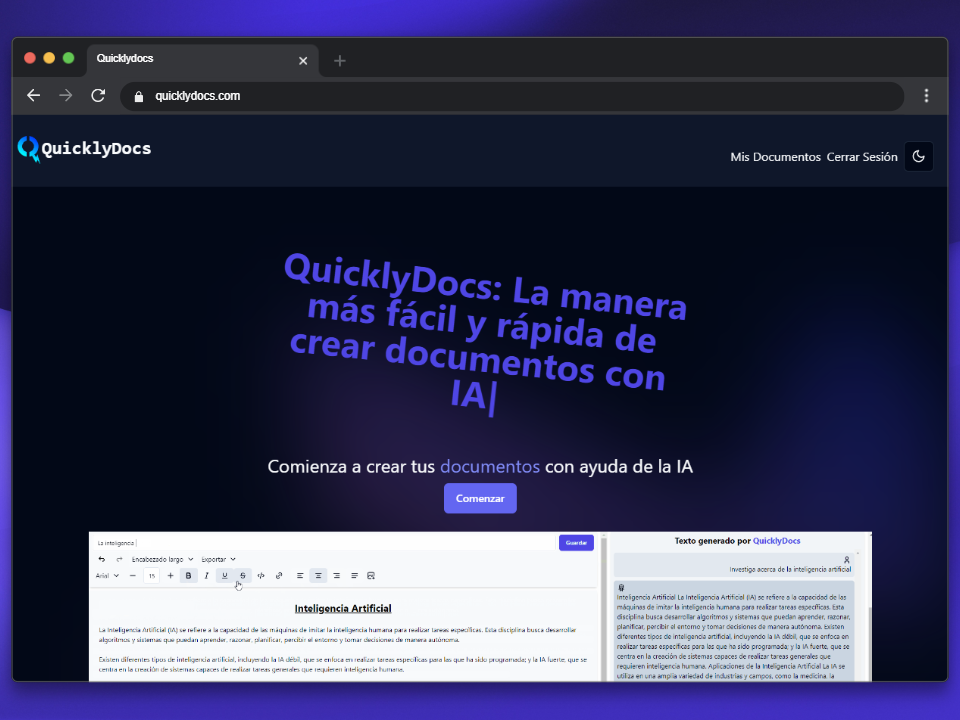 Quicklydocs
quicklydocs.com
QuicklyDocs
Mis Documentos Cerrar Sesión
QuicklyDocs: La manera
más fácil y rápida de
crear documentos con
IA|
Comienza a crear tus documentos con ayuda de la IA
Comenzar
La inteligencia
Guardar
Encabezado largo Exportar
Arial 15 B I U S
Inteligencia Artificial
La Inteligencia Artificial (IA) se refiere a la capacidad de las máquinas de imitar la inteligencia humana para realizar tareas específicas. Esta disciplina busca desarrollar
algoritmos y sistemas que puedan aprender, razonar, planificar, percibir el entorno y tomar decisiones de manera autónoma.
Existen diferentes tipos de inteligencia artificial, incluyendo la IA débil, que se enfoca en realizar tareas específicas para las que ha sido programada; y la IA fuerte, que se
centra en la creación de sistemas capaces de realizar tareas generales que requieren inteligencia humana.
Texto generado por QuicklyDocs
Investiga acerca de la inteligencia artificial
Inteligencia Artificial La Inteligencia Artificial (IA) se refiere a la capacidad de las
máquinas de imitar la inteligencia humana para realizar tareas específicas. Esta
disciplina busca desarrollar algoritmos y sistemas que puedan aprender, razonar,
planificar, percibir el entorno y tomar decisiones de manera autónoma. Existen
diferentes tipos de inteligencia artificial, incluyendo la IA débil, que se enfoca en
realizar tareas específicas para las que ha sido programada; y la IA fuerte, que se
centra en la creación de sistemas capaces de realizar tareas generales que
requieren inteligencia humana. Aplicaciones de la Inteligencia Artificial La IA se
utiliza en una amplia variedad de industrias y campos, como la medicina, la